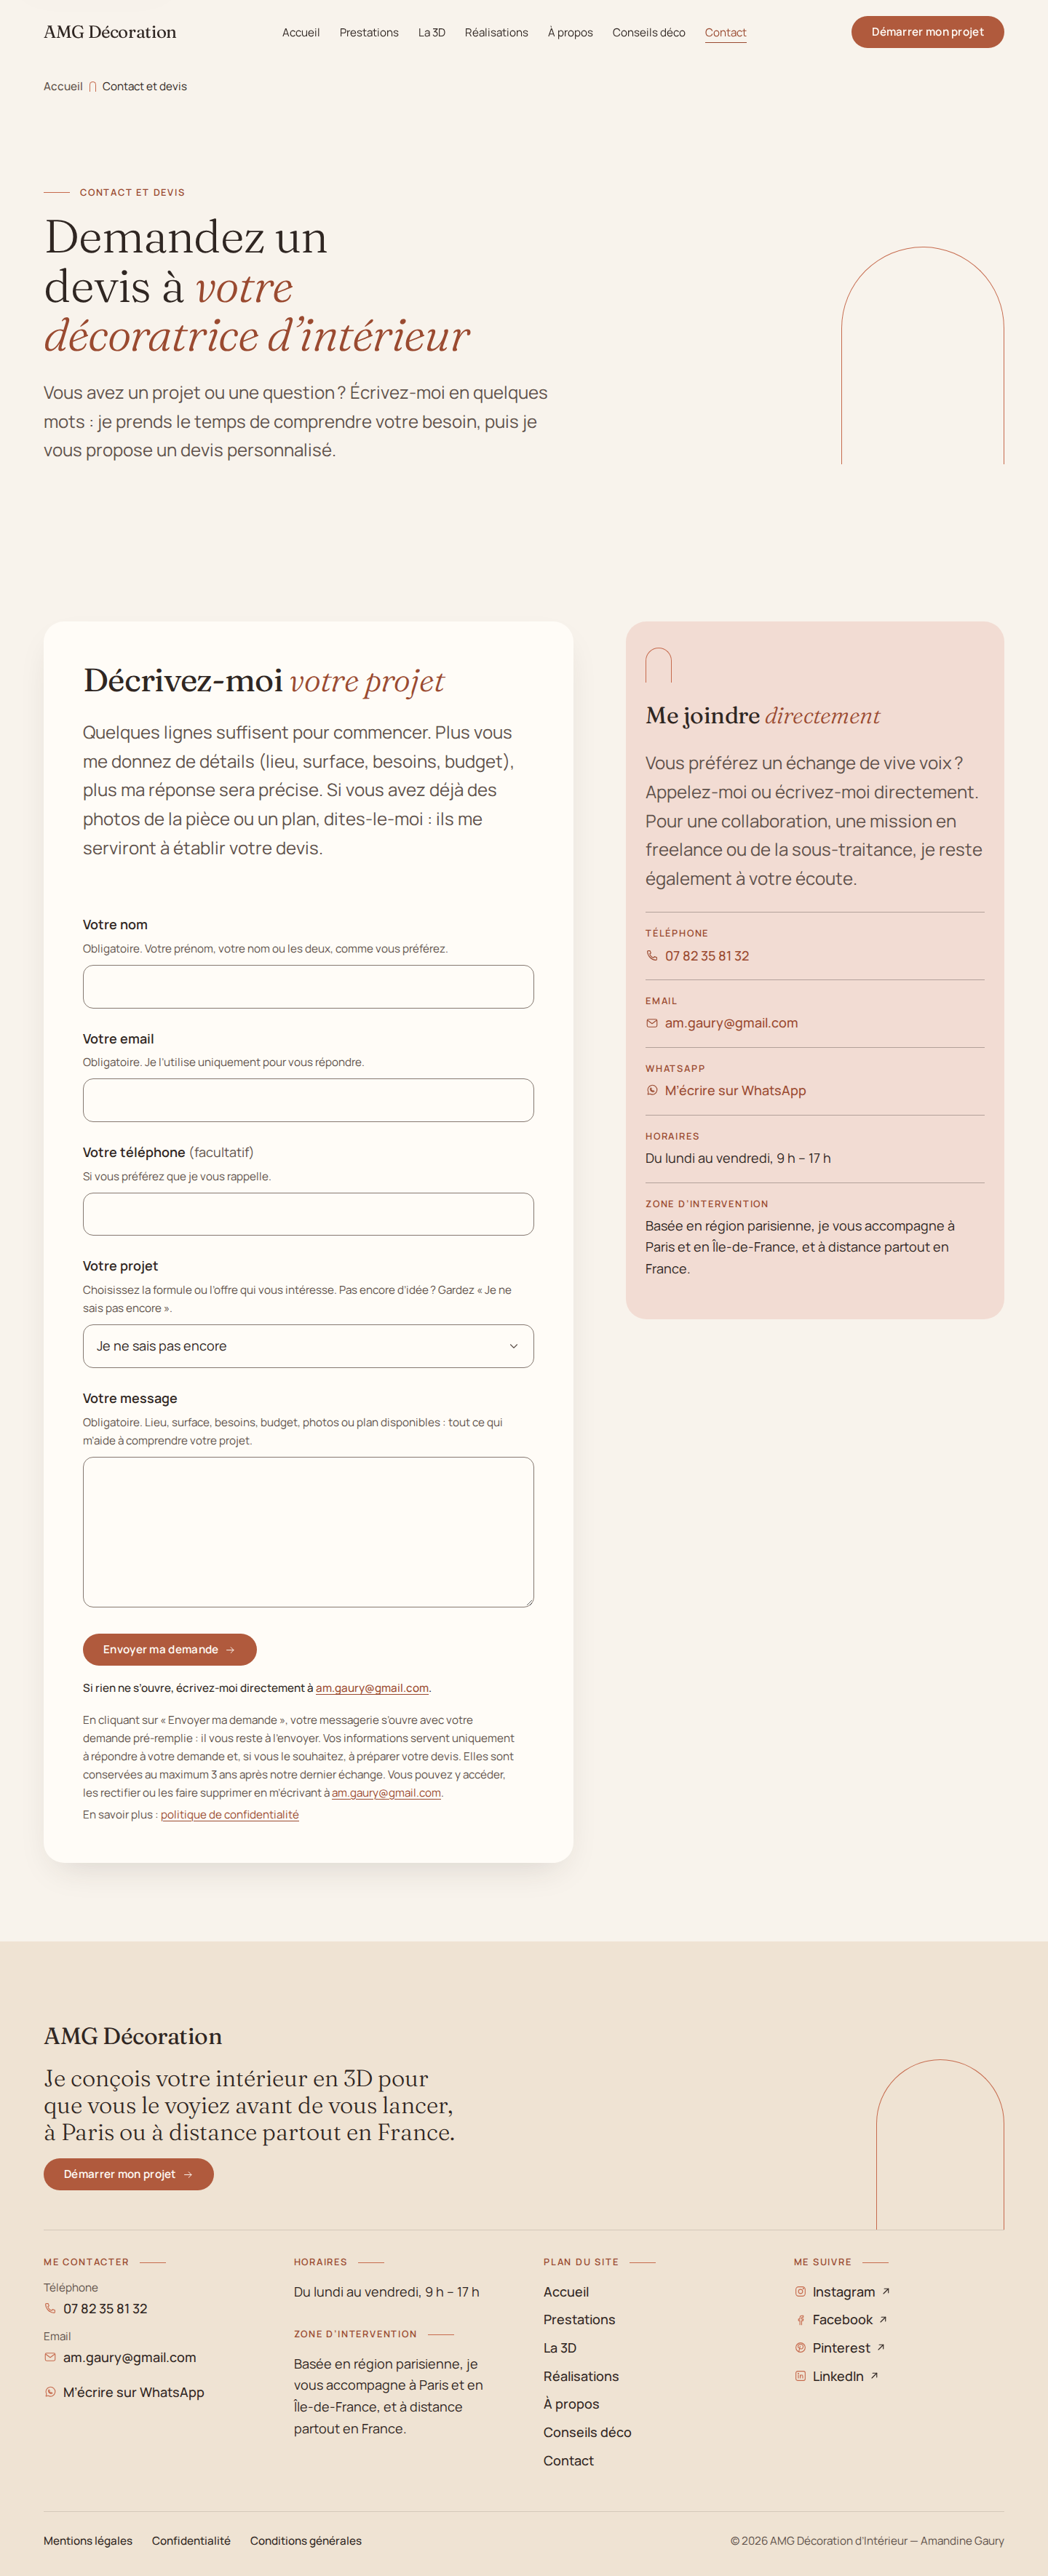 AMG Décoration
Accueil
Prestations
La 3D
Réalisations
À propos
Conseils déco
Contact
Démarrer mon projet
Accueil
Contact et devis
CONTACT ET DEVIS
Demandez un
devis à votre
décoratrice d’intérieur
Vous avez un projet ou une question ? Écrivez-moi en quelques
mots : je prends le temps de comprendre votre besoin, puis je
vous propose un devis personnalisé.
Décrivez-moi votre projet
Quelques lignes suffisent pour commencer. Plus vous
me donnez de détails (lieu, surface, besoins, budget),
plus ma réponse sera précise. Si vous avez déjà des
photos de la pièce ou un plan, dites-le-moi : ils me
serviront à établir votre devis.
Votre nom
Obligatoire. Votre prénom, votre nom ou les deux, comme vous préférez.
Votre email
Obligatoire. Je l’utilise uniquement pour vous répondre.
Votre téléphone (facultatif)
Si vous préférez que je vous rappelle.
Votre projet
Choisissez la formule ou l’offre qui vous intéresse. Pas encore d’idée ? Gardez « Je ne
sais pas encore ».
Je ne sais pas encore
Votre message
Obligatoire. Lieu, surface, besoins, budget, photos ou plan disponibles : tout ce qui
m’aide à comprendre votre projet.
Envoyer ma demande →
Si rien ne s’ouvre, écrivez-moi directement à am.gaury@gmail.com.
En cliquant sur « Envoyer ma demande », votre messagerie s’ouvre avec votre
demande pré-remplie : il vous reste à l’envoyer. Vos informations servent uniquement
à répondre à votre demande et, si vous le souhaitez, à préparer votre devis. Elles sont
conservées au maximum 3 ans après notre dernier échange. Vous pouvez y accéder,
les rectifier ou les faire supprimer en m’écrivant à am.gaury@gmail.com.
En savoir plus : politique de confidentialité
Me joindre directement
Vous préférez un échange de vive voix ?
Appelez-moi ou écrivez-moi directement.
Pour une collaboration, une mission en
freelance ou de la sous-traitance, je reste
également à votre écoute.
TÉLÉPHONE
07 82 35 81 32
EMAIL
am.gaury@gmail.com
WHATSAPP
M’écrire sur WhatsApp
HORAIRES
Du lundi au vendredi, 9 h – 17 h
ZONE D’INTERVENTION
Basée en région parisienne, je vous accompagne à
Paris et en Île-de-France, et à distance partout en
France.
AMG Décoration
Je conçois votre intérieur en 3D pour
que vous le voyiez avant de vous lancer,
à Paris ou à distance partout en France.
Démarrer mon projet →
ME CONTACTER
Téléphone
07 82 35 81 32
Email
am.gaury@gmail.com
M’écrire sur WhatsApp
HORAIRES
Du lundi au vendredi, 9 h – 17 h
ZONE D’INTERVENTION
Basée en région parisienne, je
vous accompagne à Paris et en
Île-de-France, et à distance
partout en France.
PLAN DU SITE
Accueil
Prestations
La 3D
Réalisations
À propos
Conseils déco
Contact
ME SUIVRE
Instagram ↗
Facebook ↗
Pinterest ↗
LinkedIn ↗
Mentions légales
Confidentialité
Conditions générales
© 2026 AMG Décoration d’Intérieur — Amandine Gaury